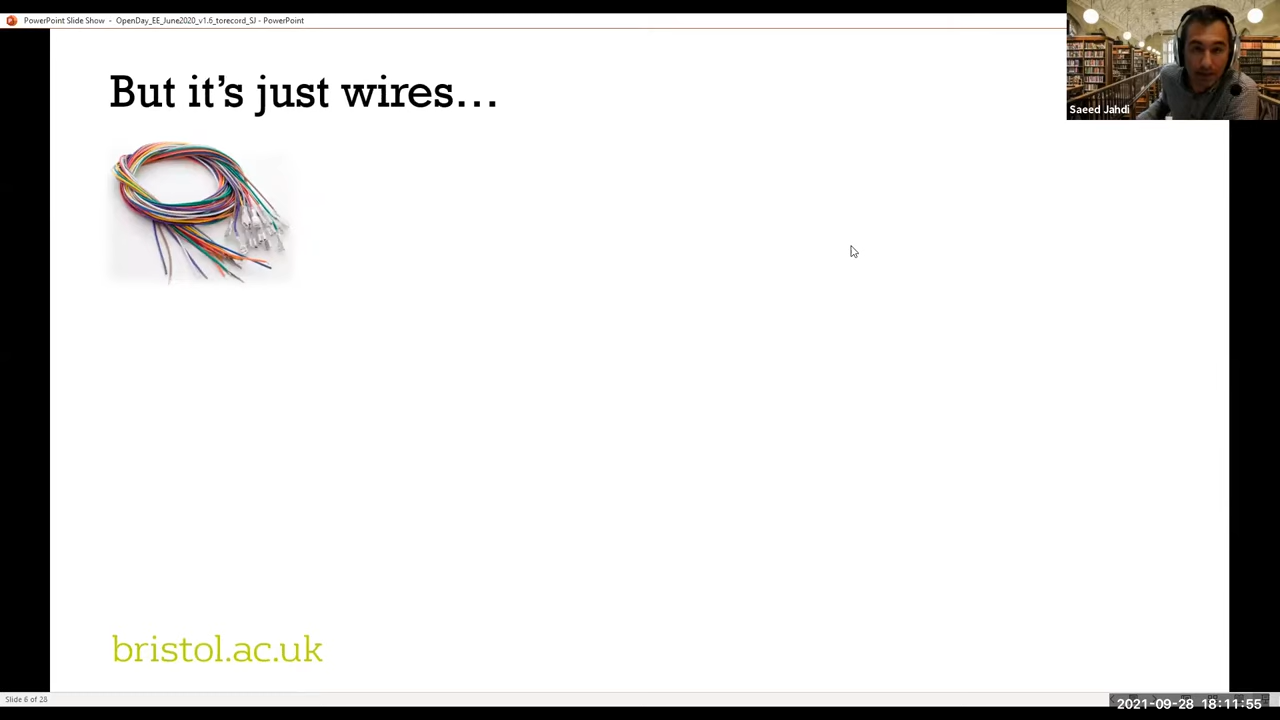 PowerPoint Slide Show - OpenDay_EE_June2020_v1.6_torecord_SJ - PowerPoint
Saeed Jahdi
But it's just wires…
bristol.ac.uk
Slide 6 of 28
2021-09-28 18:11:55